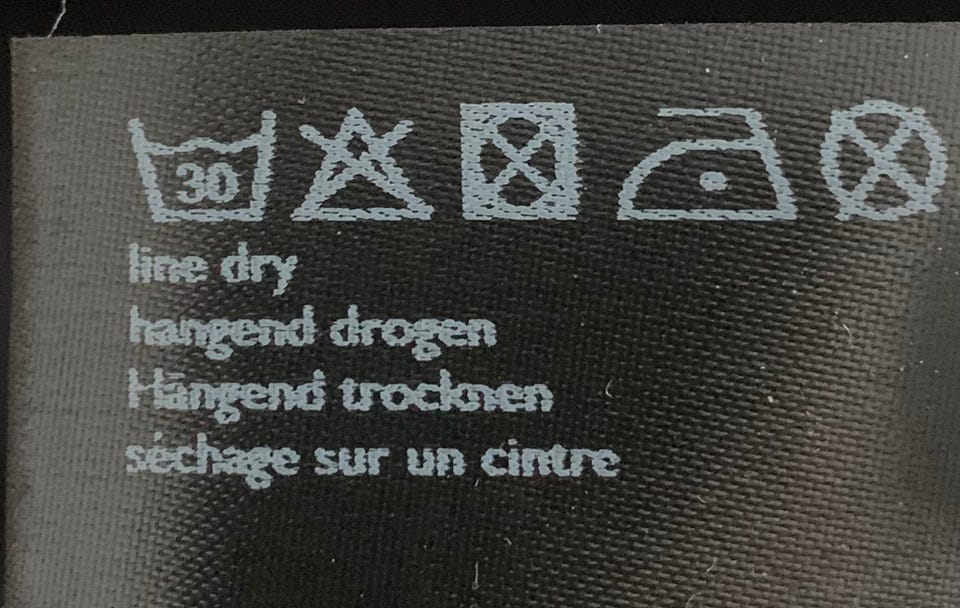 30
line dry
hangend drogen
Hängend trocknen
séchage sur un cintre